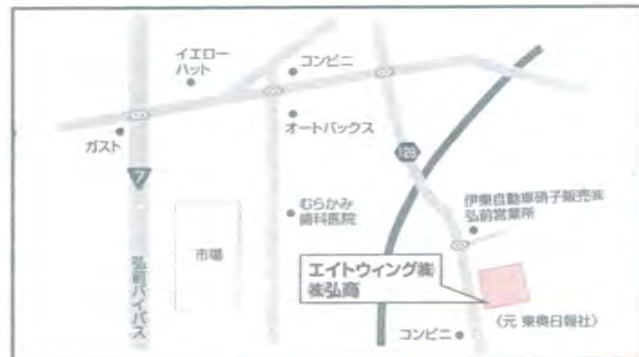 イエロー
ハット
コンビニ
ガスト
オートバックス
7
128
弘前バイパス
市場
むらかみ
歯科医院
伊東自動車硝子販売㈱
弘前営業所
エイトウィング㈱
㈱弘高
(元 東奥日報社)
コンビニ